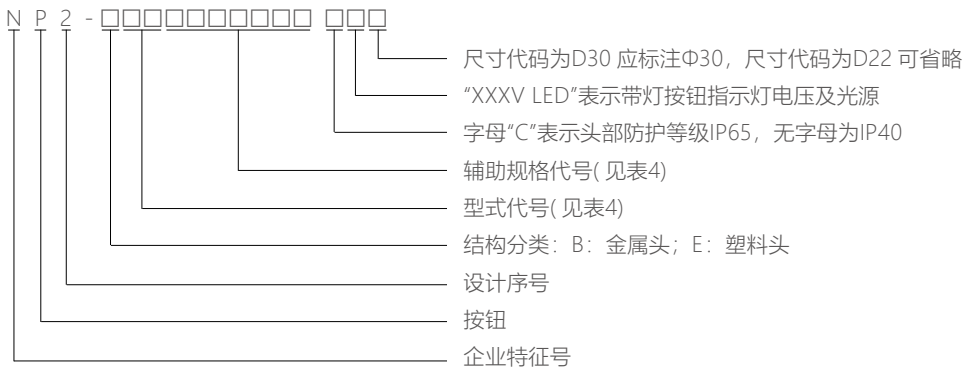 NP2-□□□□□□□□□□ □□□
尺寸代码为D30 应标注Φ30，尺寸代码为D22 可省略
“XXXV LED”表示带灯按钮指示灯电压及光源
字母“C”表示头部防护等级IP65，无字母为IP40
辅助规格代号( 见表4)
型式代号( 见表4)
结构分类：B：金属头；E：塑料头
设计序号
按钮
企业特征号